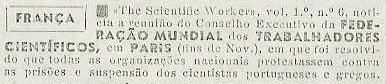 FRANÇA
«The Scientific Workers, vol. 1.º, n.º 6, noti-
cía a reunião do Conselho Executivo da FEDE-
RAÇÃO MUNDIAL dos TRABALHADORES
CIENTÍFICOS, em PARIS (fins de Nov.), em que foi resolvi-
do que todas as organizações nacionais protestassem contra
as prisões e suspensão dos cientistas portugueses e gregos